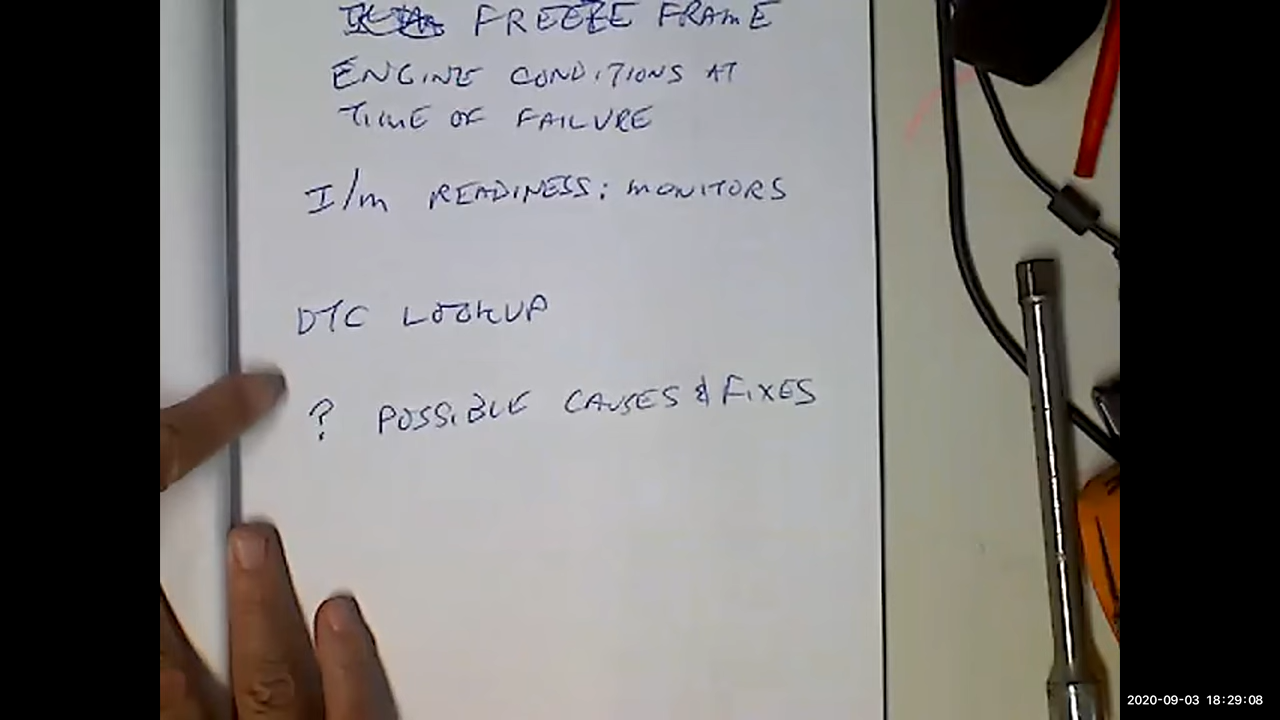 FREEZE FRAME
ENGINE CONDITIONS AT
TIME OF FAILURE
I/m READINESS: MONITORS
DTC LOOKUP
? POSSIBLE CAUSES & FIXES
2020-09-03 18:29:08